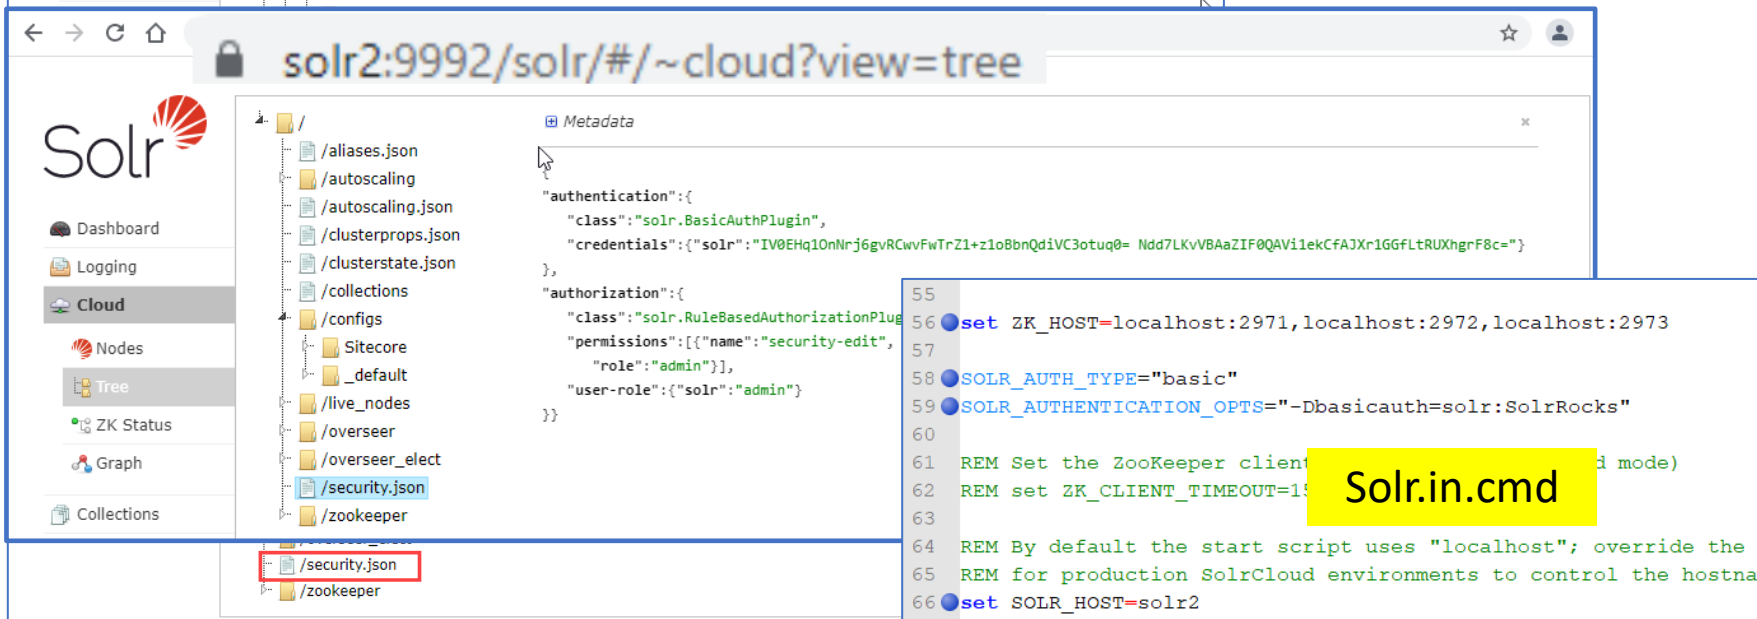 solr2:9992/solr/#/~cloud?view=tree
Solr
Dashboard
Logging
Cloud
Nodes
Tree
ZK Status
Graph
Collections
/
/aliases.json
/autoscaling
/autoscaling.json
/clusterprops.json
/clusterstate.json
/collections
/configs
Sitecore
_default
/live_nodes
/overseer
/overseer_elect
/security.json
/zookeeper
Metadata
{
"authentication":{
"class":"solr.BasicAuthPlugin",
"credentials":{"solr":"IV0EHq1OnNrj6gvRCwvFwTrZ1+z1oBbnQdiVC3otuq0= Ndd7LKvVBAaZIF0QAVi1ekCfAJXr1GGfLtRUXhgrF8c="}
},
"authorization":{
"class":"solr.RuleBasedAuthorizationPlug
"permissions":[{"name":"security-edit",
"role":"admin"}],
"user-role":{"solr":"admin"}
}}
/security.json
/zookeeper
55
56 set ZK_HOST=localhost:2971,localhost:2972,localhost:2973
57
58 SOLR_AUTH_TYPE="basic"
59 SOLR_AUTHENTICATION_OPTS="-Dbasicauth=solr:SolrRocks"
60
61 REM Set the ZooKeeper client d mode)
62 REM set ZK_CLIENT_TIMEOUT=15
63
64 REM By default the start script uses "localhost"; override the
65 REM for production SolrCloud environments to control the hostna
66 set SOLR_HOST=solr2
Solr.in.cmd